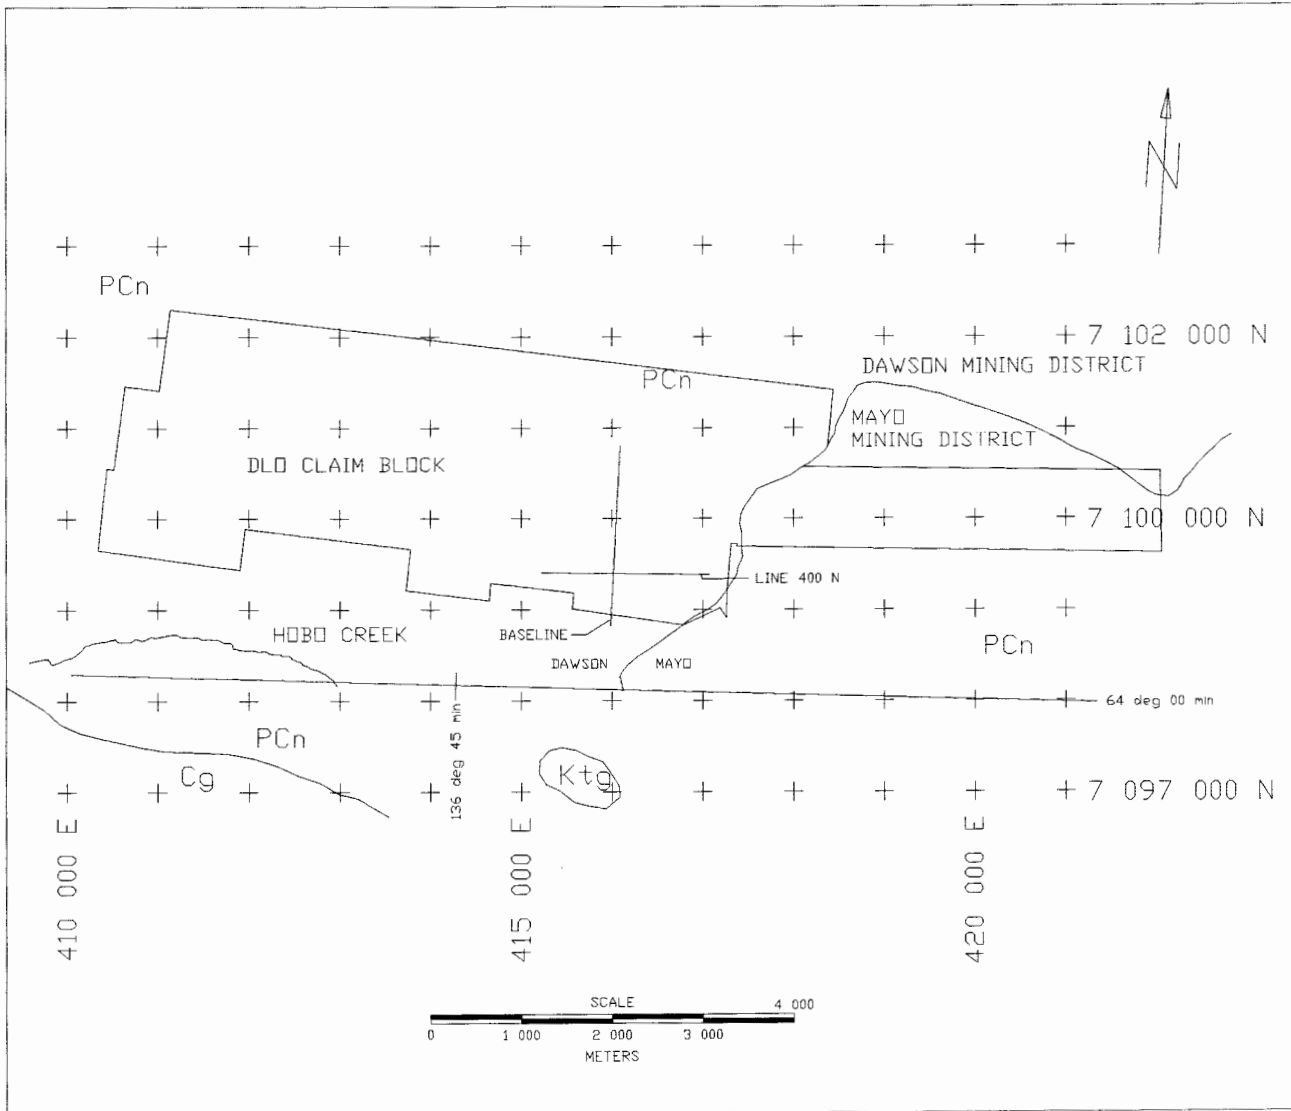 N
PCn
7 102 000 N
DAWSON MINING DISTRICT
PCn
MAYO
MINING DISTRICT
DLO CLAIM BLOCK
7 100 000 N
LINE 400 N
HOBO CREEK
BASELINE
PCn
DAWSON
MAYO
64 deg 00 min
136 deg 45 min
PCn
Cg
Ktg
7 097 000 N
410 000 E
415 000 E
420 000 E
SCALE
4 000
0
1 000
2 000
3 000
METERS